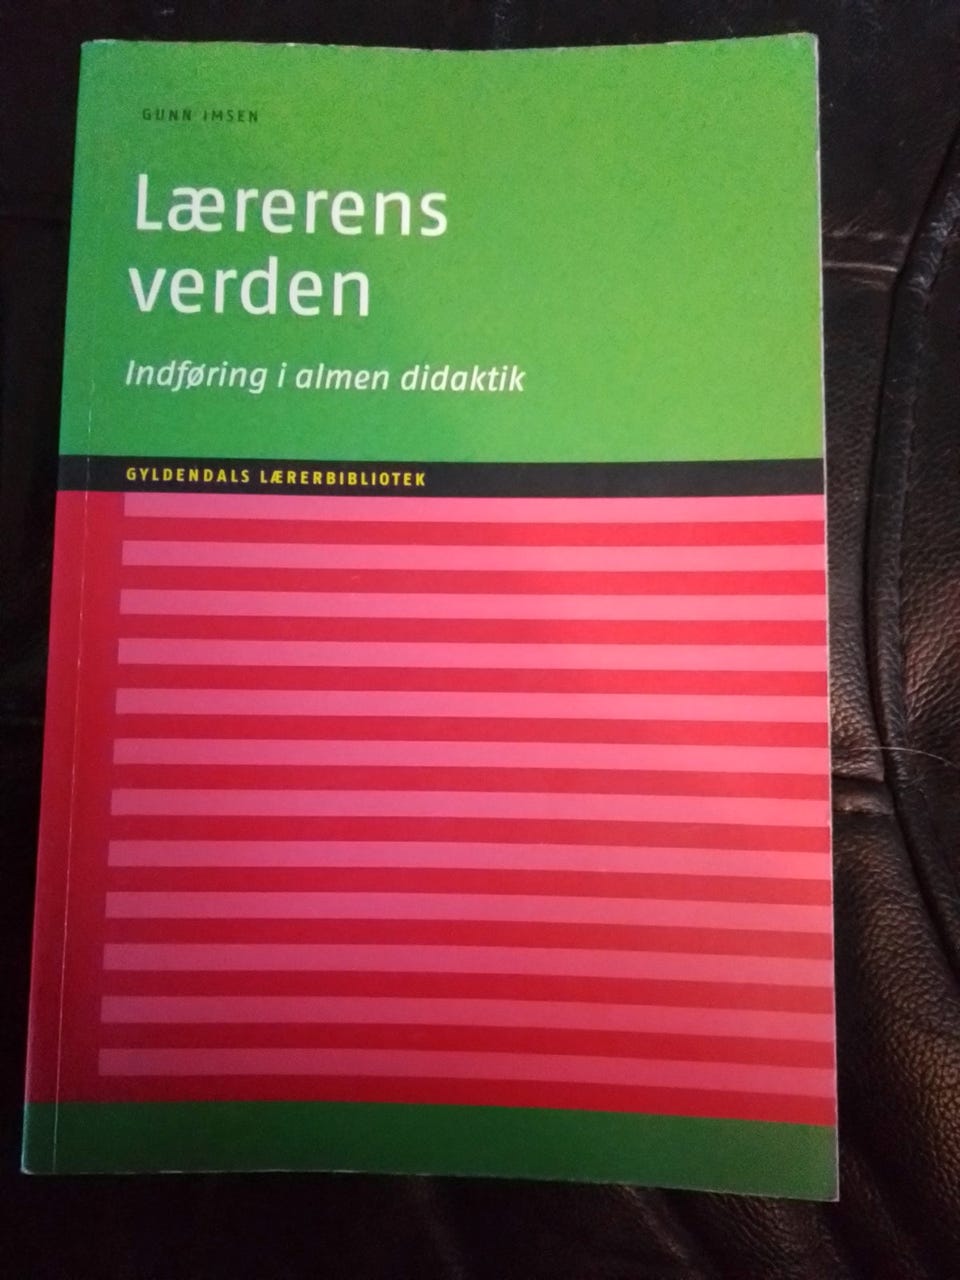 GUNN IMSEN
Lærerens
verden
Indføring i almen didaktik
GYLDENDALS LÆRERBIBLIOTEK